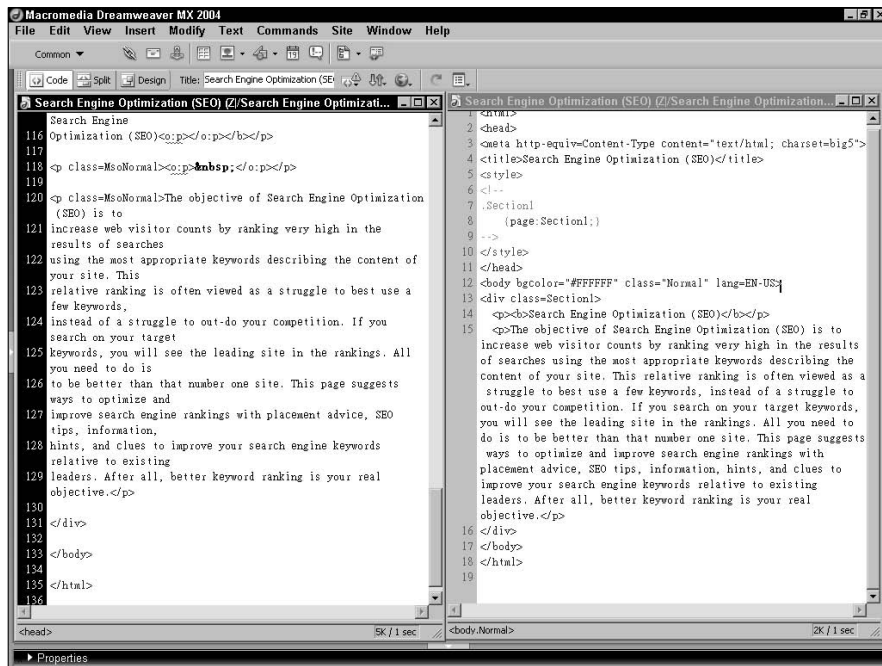 Macromedia Dreamweaver MX 2004
File Edit View Insert Modify Text Commands Site Window Help
Common
Code Split Design Title: Search Engine Optimization (SE
Search Engine Optimization (SEO) (Z|/Search Engine Optimizati...
Search Engine
116 Optimization (SEO)<o:p></o:p></b></p>
117
118 <p class=MsoNormal><o:p>&nbsp;</o:p></p>
119
120 <p class=MsoNormal>The objective of Search Engine Optimization
(SEO) is to
121 increase web visitor counts by ranking very high in the
results of searches
122 using the most appropriate keywords describing the content of
your site. This
123 relative ranking is often viewed as a struggle to best use a
few keywords,
124 instead of a struggle to out-do your competition. If you
search on your target
125 keywords, you will see the leading site in the rankings. All
you need to do is
126 to be better than that number one site. This page suggests
ways to optimize and
127 improve search engine rankings with placement advice, SEO
tips, information,
128 hints, and clues to improve your search engine keywords
relative to existing
129 leaders. After all, better keyword ranking is your real
objective.</p>
130
131 </div>
132
133 </body>
134
135 </html>
136
<head>
5K / 1 sec
Search Engine Optimization (SEO) (Z|/Search Engine Optimization...
1 <html>
2 <head>
3 <meta http-equiv=Content-Type content="text/html; charset=big5">
4 <title>Search Engine Optimization (SEO)</title>
5 <style>
6 <!--
7 .Section1
8 {page:Section1;}
9 -->
10 </style>
11 </head>
12 <body bgcolor="#FFFFFF" class="Normal" lang=EN-US>
13 <div class=Section1>
14 <p><b>Search Engine Optimization (SEO)</b></p>
15 <p>The objective of Search Engine Optimization (SEO) is to
increase web visitor counts by ranking very high in the results
of searches using the most appropriate keywords describing the
content of your site. This relative ranking is often viewed as a
struggle to best use a few keywords, instead of a struggle to
out-do your competition. If you search on your target keywords,
you will see the leading site in the rankings. All you need to
do is to be better than that number one site. This page suggests
ways to optimize and improve search engine rankings with
placement advice, SEO tips, information, hints, and clues to
improve your search engine keywords relative to existing
leaders. After all, better keyword ranking is your real
objective.</p>
16 </div>
17 </body>
18 </html>
19
<body.Normal>
2K / 1 sec
Properties